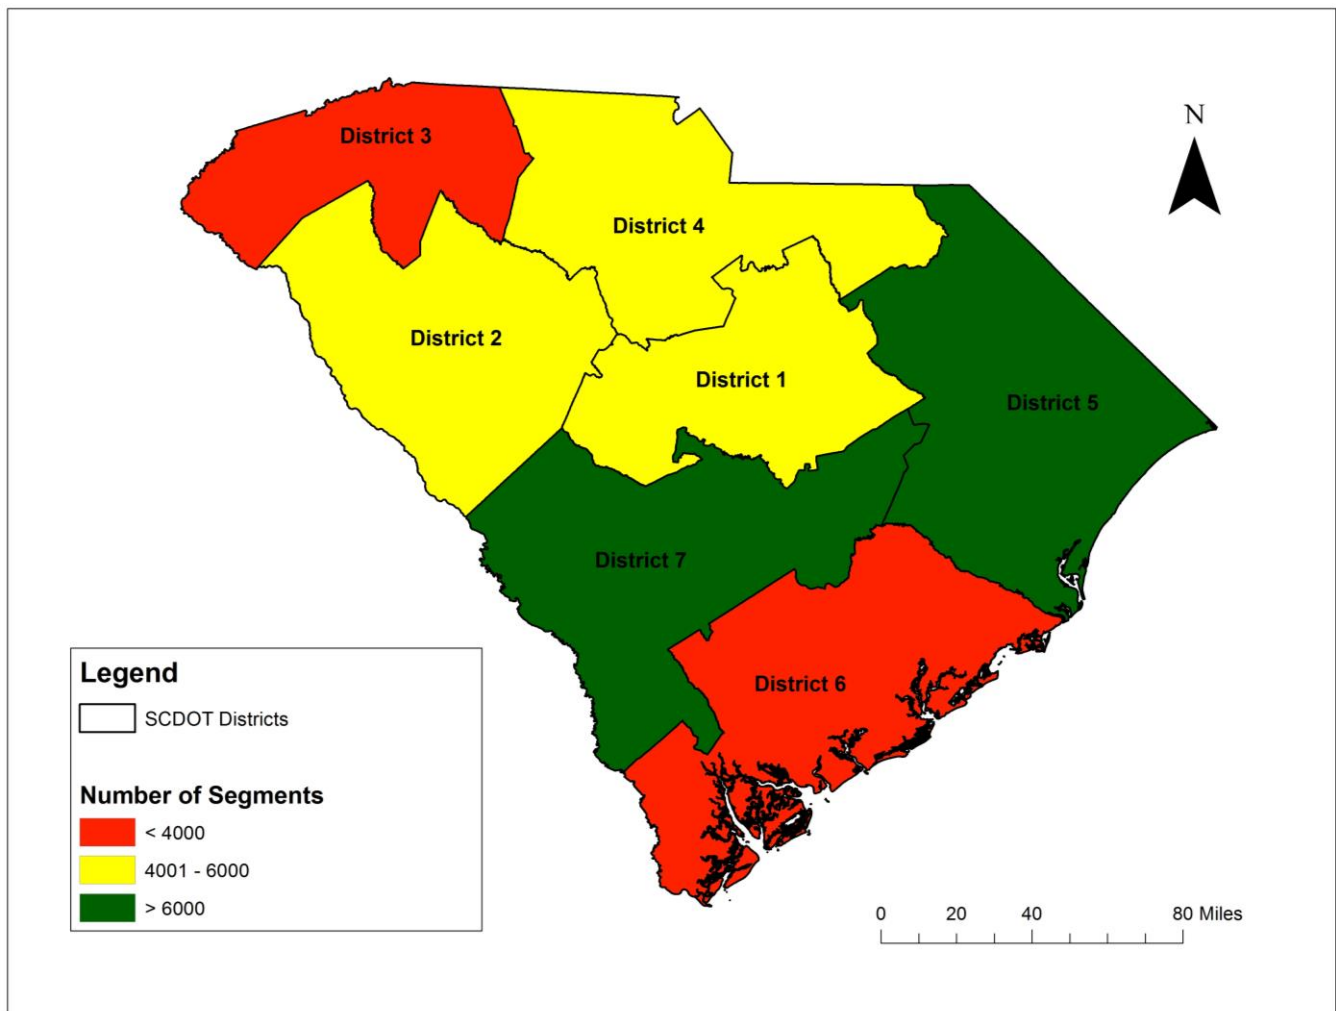 N
District 3
District 4
District 2
District 1
District 5
District 7
District 6
Legend
SCDOT Districts
Number of Segments
< 4000
4001 - 6000
> 6000
0 20 40 80 Miles